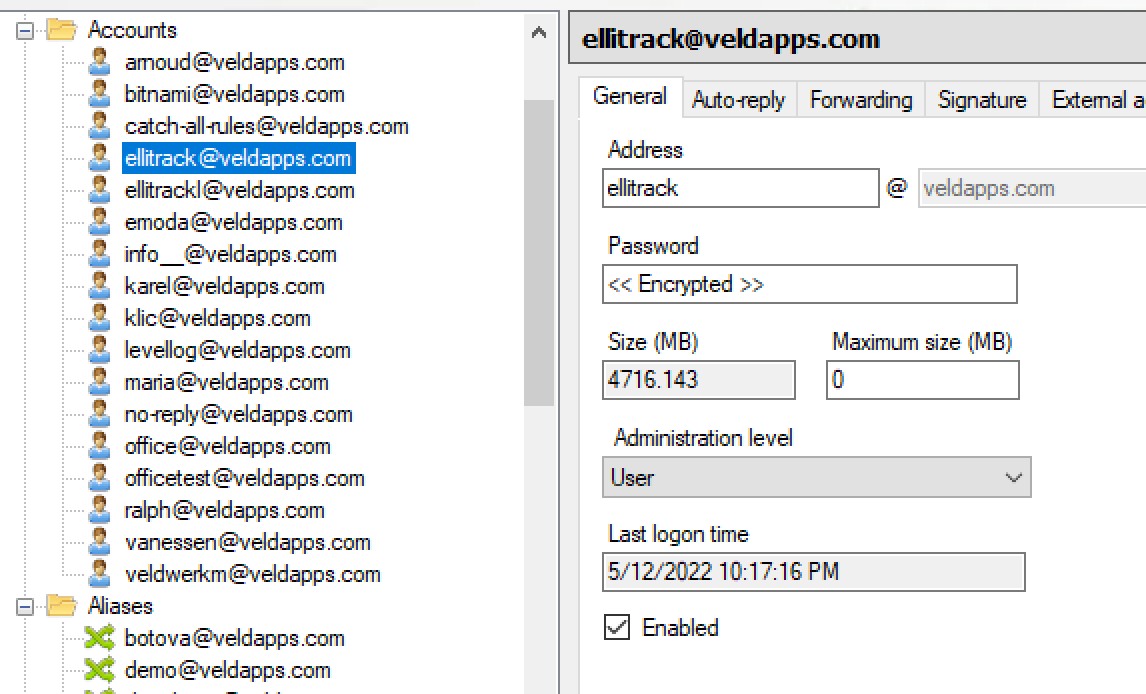 Accounts
arnoud@veldapps.com
bitnami@veldapps.com
catch-all-rules@veldapps.com
ellitrack@veldapps.com
ellitrackl@veldapps.com
emoda@veldapps.com
info__@veldapps.com
karel@veldapps.com
klic@veldapps.com
levellog@veldapps.com
maria@veldapps.com
no-reply@veldapps.com
office@veldapps.com
officetest@veldapps.com
ralph@veldapps.com
vanessen@veldapps.com
veldwerkm@veldapps.com
Aliases
botova@veldapps.com
demo@veldapps.com
ellitrack@veldapps.com
General Auto-reply Forwarding Signature External a
Address
ellitrack @ veldapps.com
Password
<< Encrypted >>
Size (MB) Maximum size (MB)
4716.143 0
Administration level
User
Last logon time
5/12/2022 10:17:16 PM
Enabled